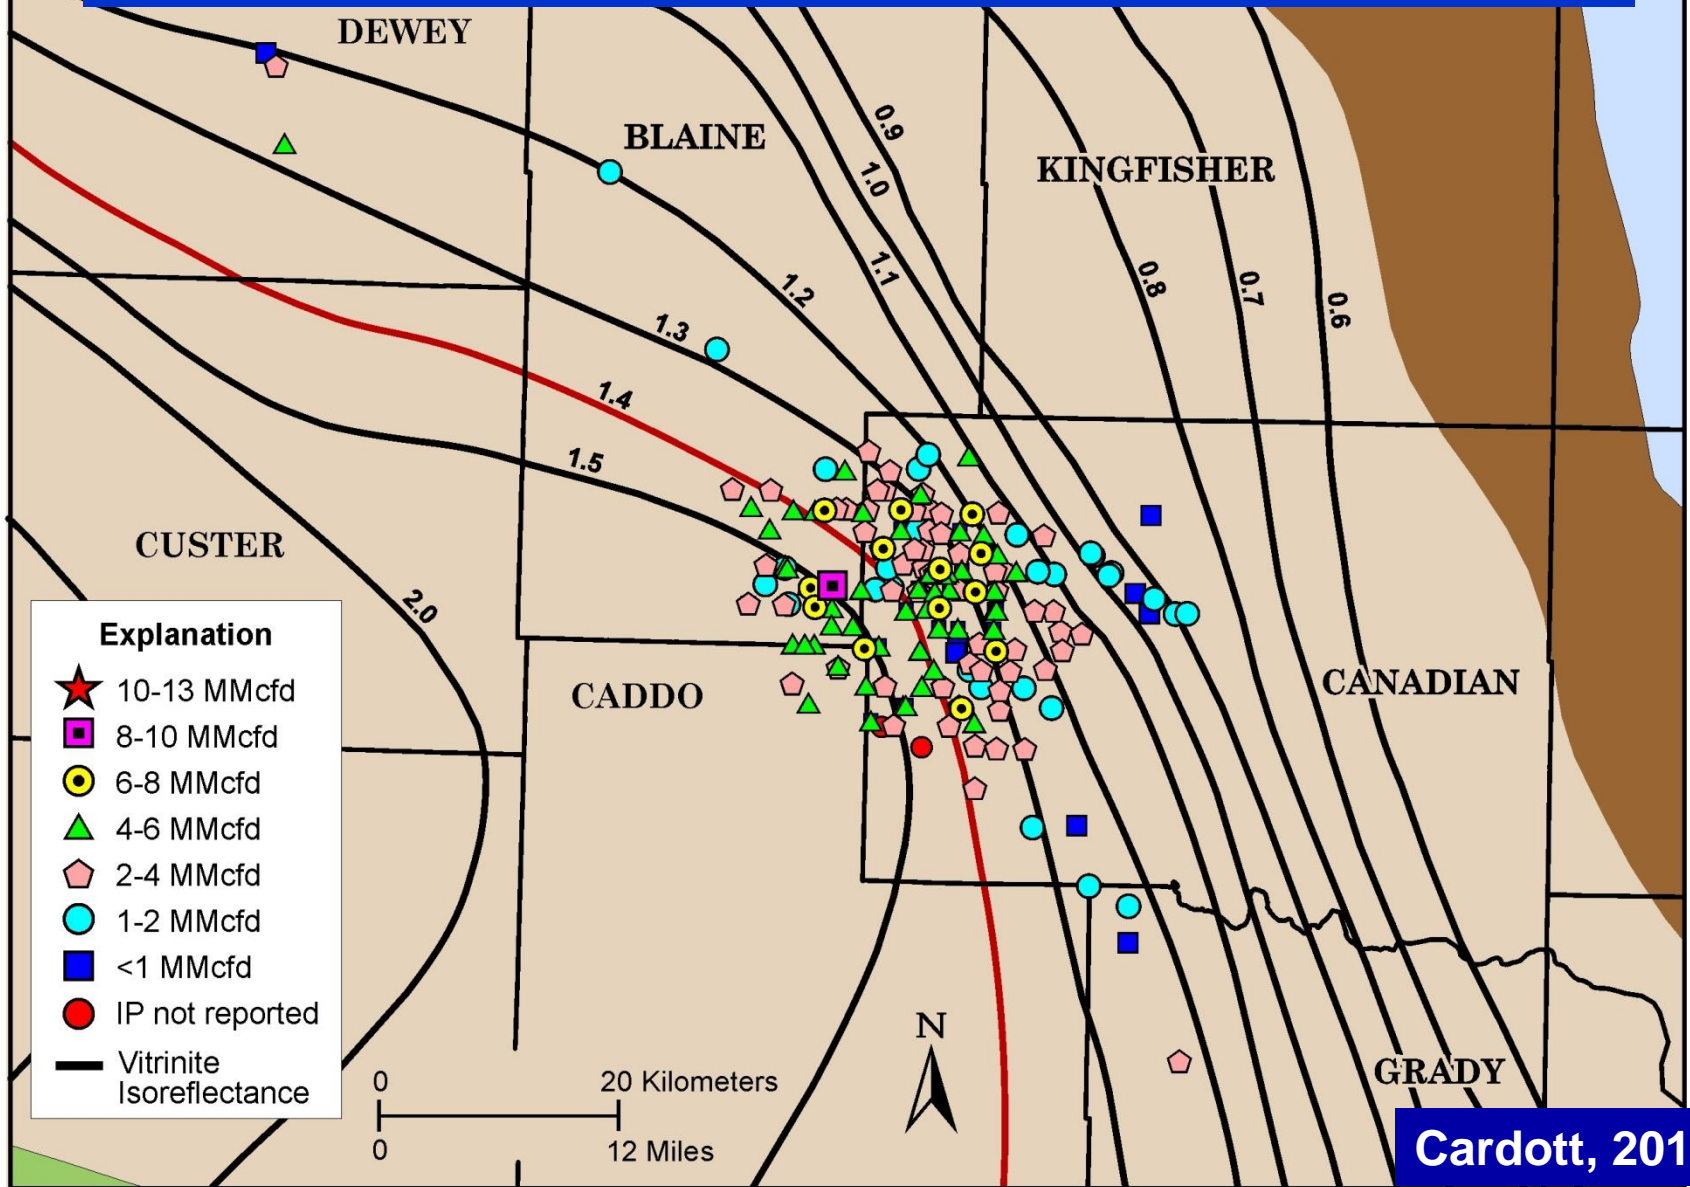 DEWEY
BLAINE
KINGFISHER
0.9
1.0
1.1
1.2
1.3
1.4
1.5
0.8
0.7
0.6
2.0
CUSTER
CADDO
CANADIAN
GRADY
Explanation
10-13 MMcfd
8-10 MMcfd
6-8 MMcfd
4-6 MMcfd
2-4 MMcfd
1-2 MMcfd
<1 MMcfd
IP not reported
Vitrinite
Isoreflectance
0
20 Kilometers
0
12 Miles
N
Cardott, 201